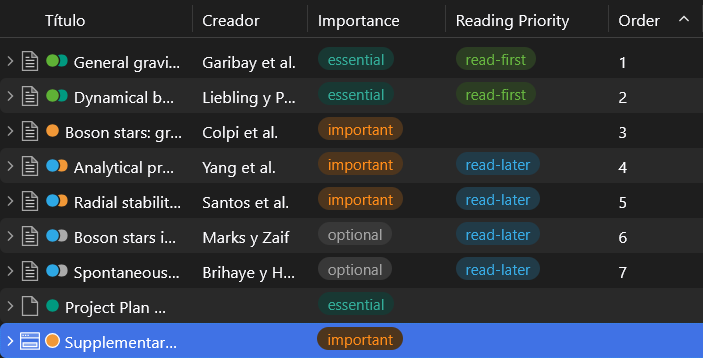 Título Creador Importance Reading Priority Order
General gravi... Garibay et al. essential read-first 1
Dynamical b... Liebling y P... essential read-first 2
Boson stars: gr... Colpi et al. important 3
Analytical pr... Yang et al. important read-later 4
Radial stabilit... Santos et al. important read-later 5
Boson stars i... Marks y Zaif optional read-later 6
Spontaneous... Brihaye y H... optional read-later 7
Project Plan ... essential
Supplementar... important